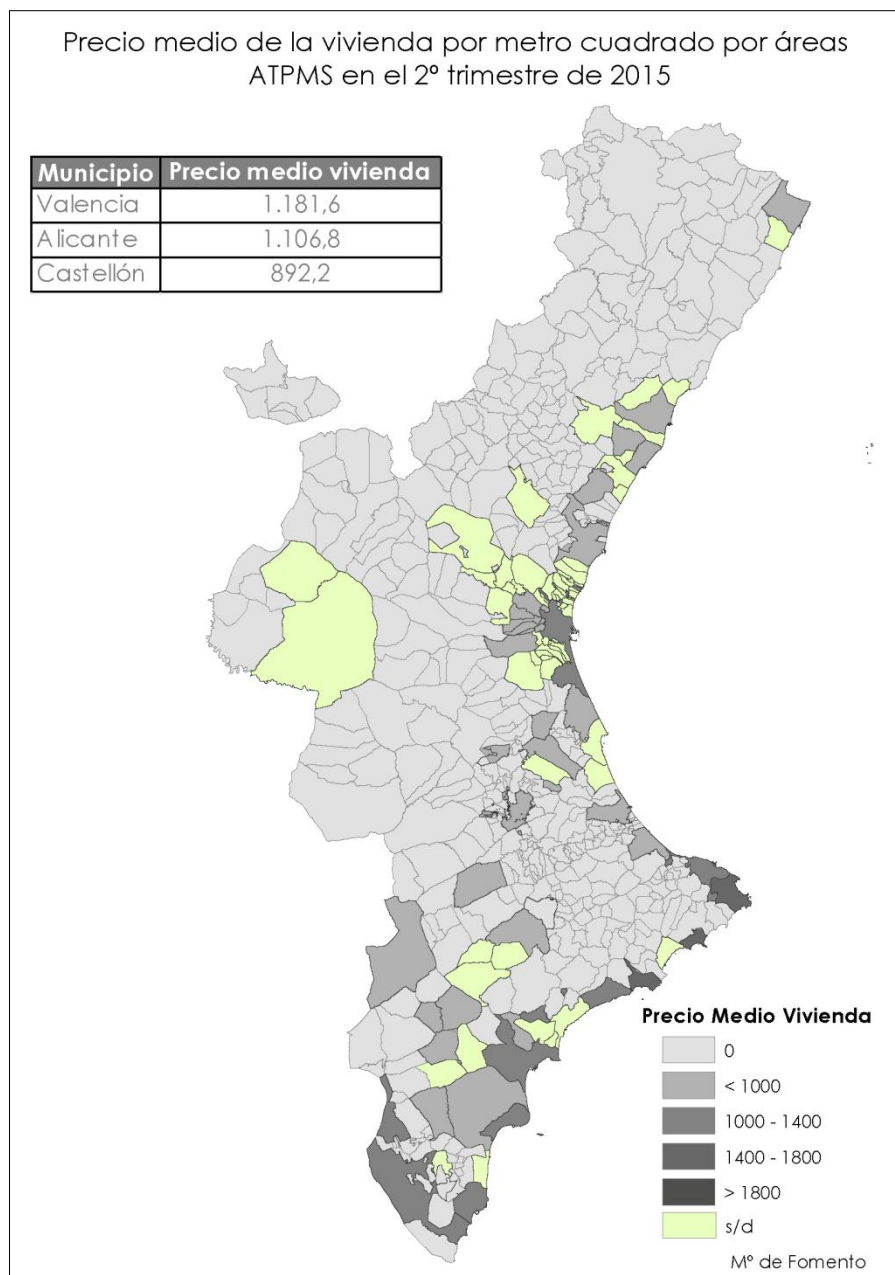 Precio medio de la vivienda por metro cuadrado por áreas
ATPMS en el 2º trimestre de 2015
Municipio Precio medio vivienda
Valencia 1.181,6
Alicante 1.106,8
Castellón 892,2
Precio Medio Vivienda
0
< 1000
1000 - 1400
1400 - 1800
> 1800
s/d
Mº de Fomento